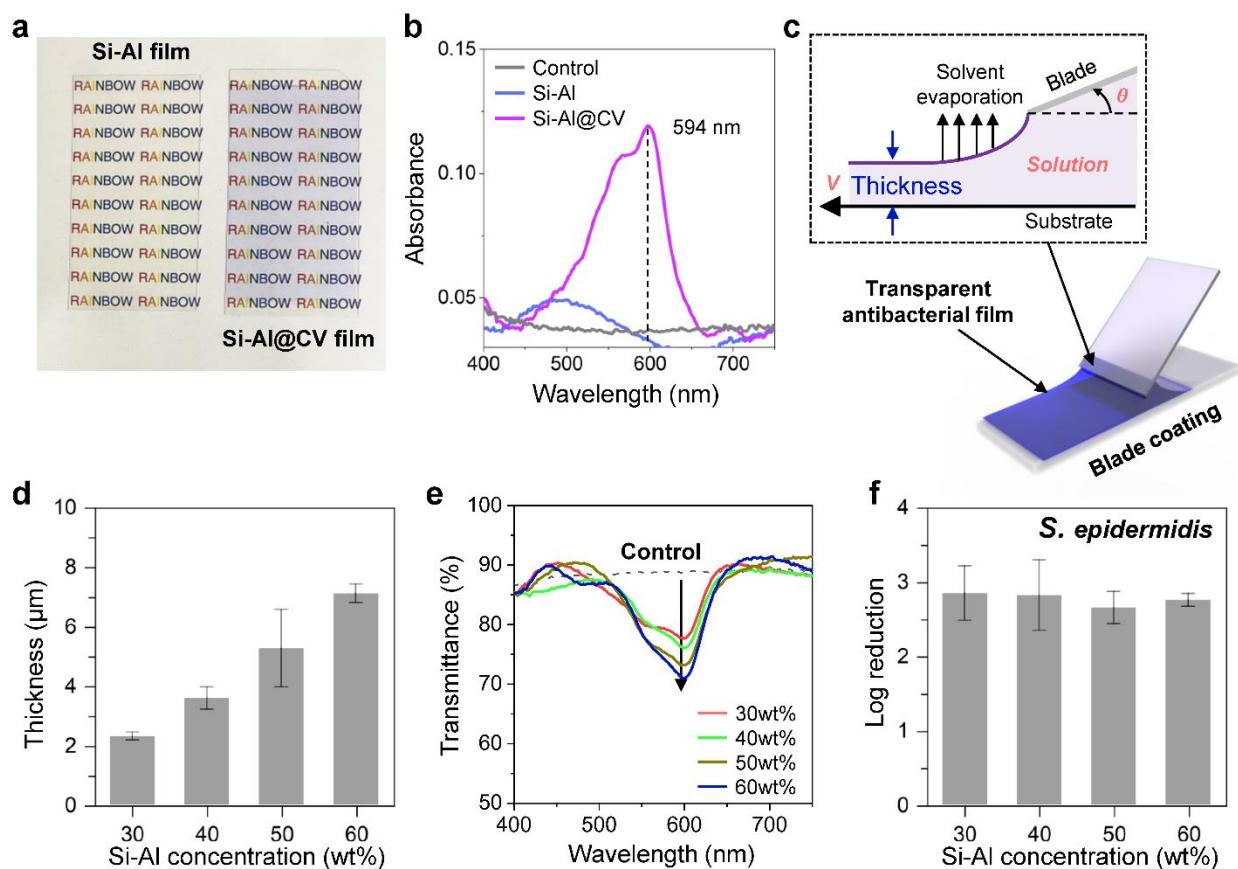 a
Si-Al film
RAINBOW RAINBOW RAINBOW RAINBOW
RAINBOW RAINBOW RAINBOW RAINBOW
RAINBOW RAINBOW RAINBOW RAINBOW
RAINBOW RAINBOW RAINBOW RAINBOW
RAINBOW RAINBOW RAINBOW RAINBOW
RAINBOW RAINBOW RAINBOW RAINBOW
RAINBOW RAINBOW RAINBOW RAINBOW
RAINBOW RAINBOW RAINBOW RAINBOW
RAINBOW RAINBOW RAINBOW RAINBOW
RAINBOW RAINBOW RAINBOW RAINBOW
Si-Al@CV film
b
0.15
0.10
0.05
Absorbance
Control
Si-Al
Si-Al@CV
594 nm
400 500 600 700
Wavelength (nm)
c
Solvent
evaporation
Blade
θ
Solution
V
Thickness
Substrate
Transparent
antibacterial film
Blade coating
d
10
8
6
4
2
0
Thickness (μm)
30 40 50 60
Si-Al concentration (wt%)
e
100
90
80
70
60
50
Transmittance (%)
Control
30wt%
40wt%
50wt%
60wt%
400 500 600 700
Wavelength (nm)
f
4
3
2
1
0
Log reduction
S. epidermidis
30 40 50 60
Si-Al concentration (wt%)